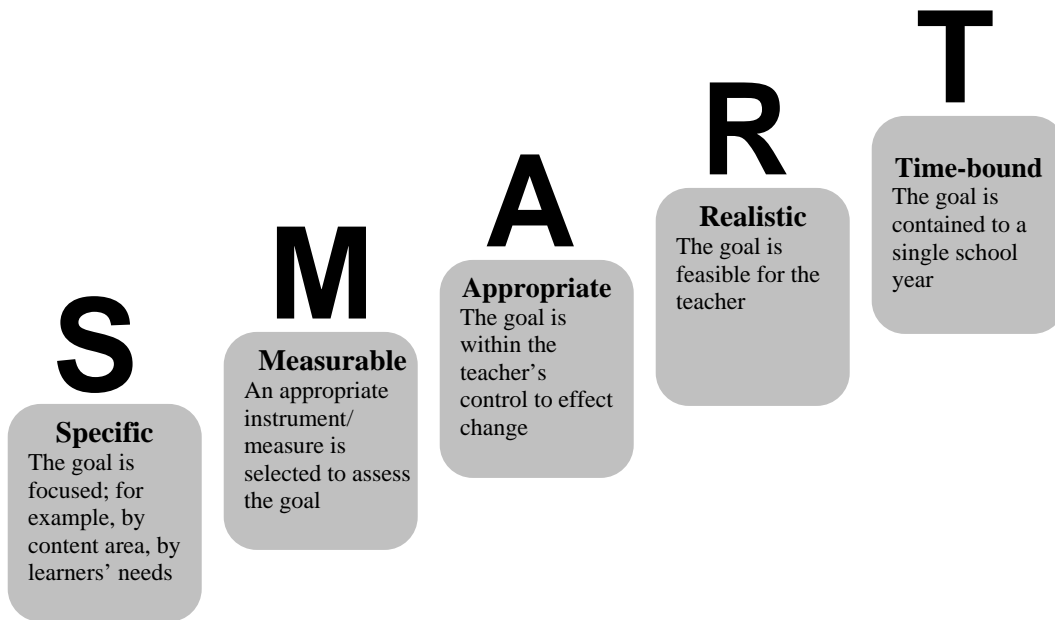 S
Specific
The goal is
focused; for
example, by
content area, by
learners’ needs
M
Measurable
An appropriate
instrument/
measure is
selected to assess
the goal
A
Appropriate
The goal is
within the
teacher’s
control to effect
change
R
Realistic
The goal is
feasible for the
teacher
T
Time-bound
The goal is
contained to a
single school
year